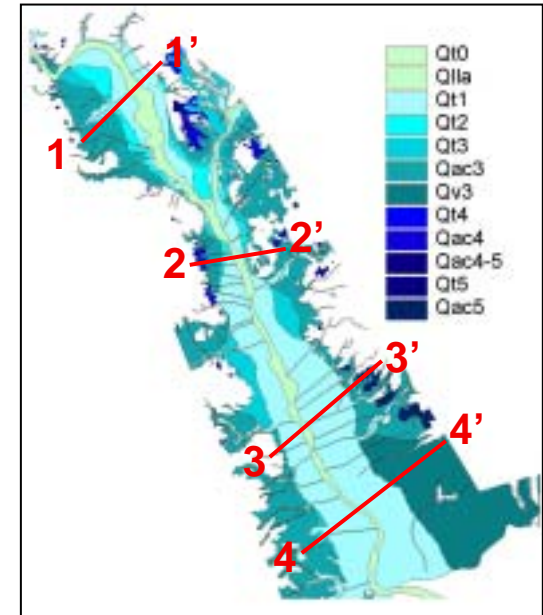 1’
1
2’
2
3’
3
4’
4
Qt0
Qlla
Qt1
Qt2
Qt3
Qac3
Qv3
Qt4
Qac4
Qac4-5
Qt5
Qac5